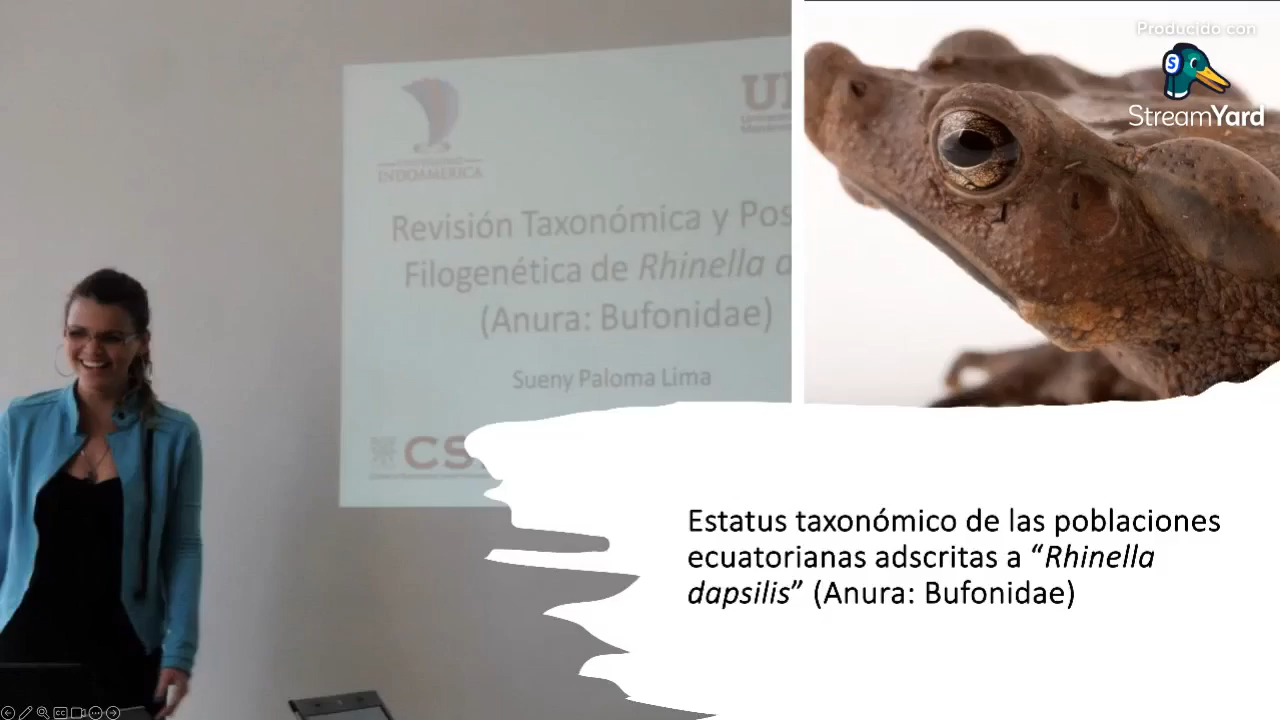 Producido con
StreamYard
INDOAMERICA
Revisión Taxonómica y Pos
Filogenética de Rhinella d
(Anura: Bufonidae)
Sueny Paloma Lima
CS
Estatus taxonómico de las poblaciones
ecuatorianas adscritas a “Rhinella
dapsilis” (Anura: Bufonidae)